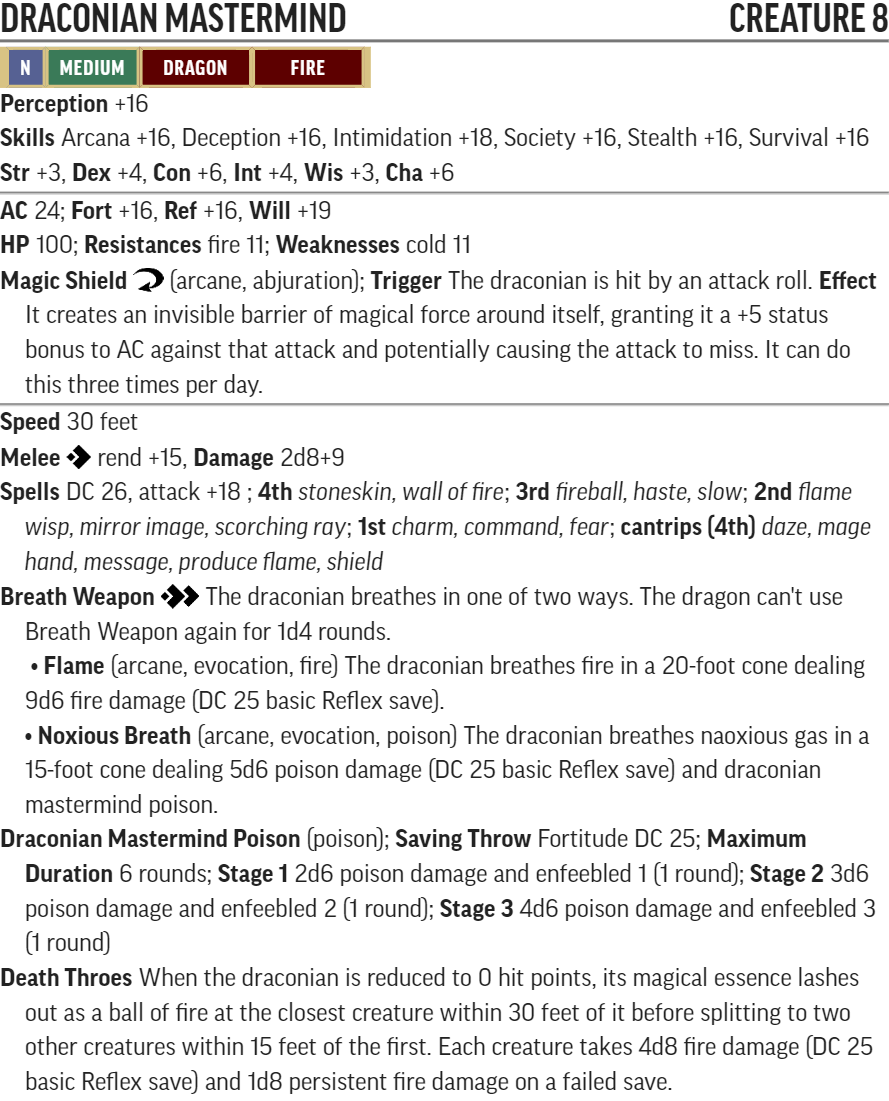 DRACONIAN MASTERMIND CREATURE 8
N MEDIUM DRAGON FIRE
Perception +16
Skills Arcana +16, Deception +16, Intimidation +18, Society +16, Stealth +16, Survival +16
Str +3, Dex +4, Con +6, Int +4, Wis +3, Cha +6
AC 24; Fort +16, Ref +16, Will +19
HP 100; Resistances fire 11; Weaknesses cold 11
Magic Shield (arcane, abjuration); Trigger The draconian is hit by an attack roll. Effect
It creates an invisible barrier of magical force around itself, granting it a +5 status
bonus to AC against that attack and potentially causing the attack to miss. It can do
this three times per day.
Speed 30 feet
Melee rend +15, Damage 2d8+9
Spells DC 26, attack +18 ; 4th stoneskin, wall of fire; 3rd fireball, haste, slow; 2nd flame
wisp, mirror image, scorching ray; 1st charm, command, fear; cantrips (4th) daze, mage
hand, message, produce flame, shield
Breath Weapon The draconian breathes in one of two ways. The dragon can't use
Breath Weapon again for 1d4 rounds.
• Flame (arcane, evocation, fire) The draconian breathes fire in a 20-foot cone dealing
9d6 fire damage (DC 25 basic Reflex save).
• Noxious Breath (arcane, evocation, poison) The draconian breathes naoxious gas in a
15-foot cone dealing 5d6 poison damage (DC 25 basic Reflex save) and draconian
mastermind poison.
Draconian Mastermind Poison (poison); Saving Throw Fortitude DC 25; Maximum
Duration 6 rounds; Stage 1 2d6 poison damage and enfeebled 1 (1 round); Stage 2 3d6
poison damage and enfeebled 2 (1 round); Stage 3 4d6 poison damage and enfeebled 3
(1 round)
Death Throes When the draconian is reduced to 0 hit points, its magical essence lashes
out as a ball of fire at the closest creature within 30 feet of it before splitting to two
other creatures within 15 feet of the first. Each creature takes 4d8 fire damage (DC 25
basic Reflex save) and 1d8 persistent fire damage on a failed save.